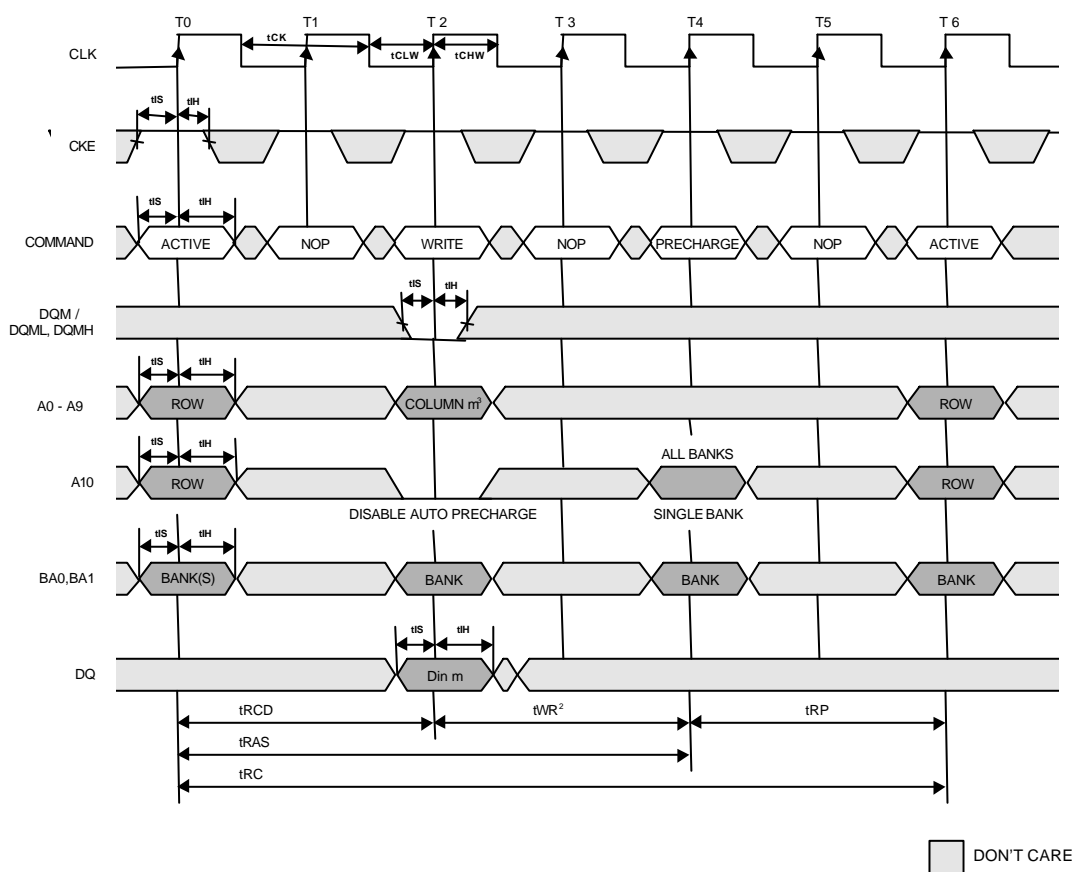 T0 T1 T 2 T 3 T4 T5 T 6
CLK
tCK tCLW tCHW
tIS tIH
CKE
tIS tIH
COMMAND ACTIVE NOP WRITE NOP PRECHARGE NOP ACTIVE
tIS tIH
DQM /
DQML, DQMH
tIS tIH
A0 - A9 ROW COLUMN m³ ROW
tIS tIH ALL BANKS
A10 ROW ROW
DISABLE AUTO PRECHARGE SINGLE BANK
tIS tIH
BA0,BA1 BANK(S) BANK BANK BANK
tIS tIH
DQ Din m
tRCD tWR² tRP
tRAS
tRC
DON'T CARE